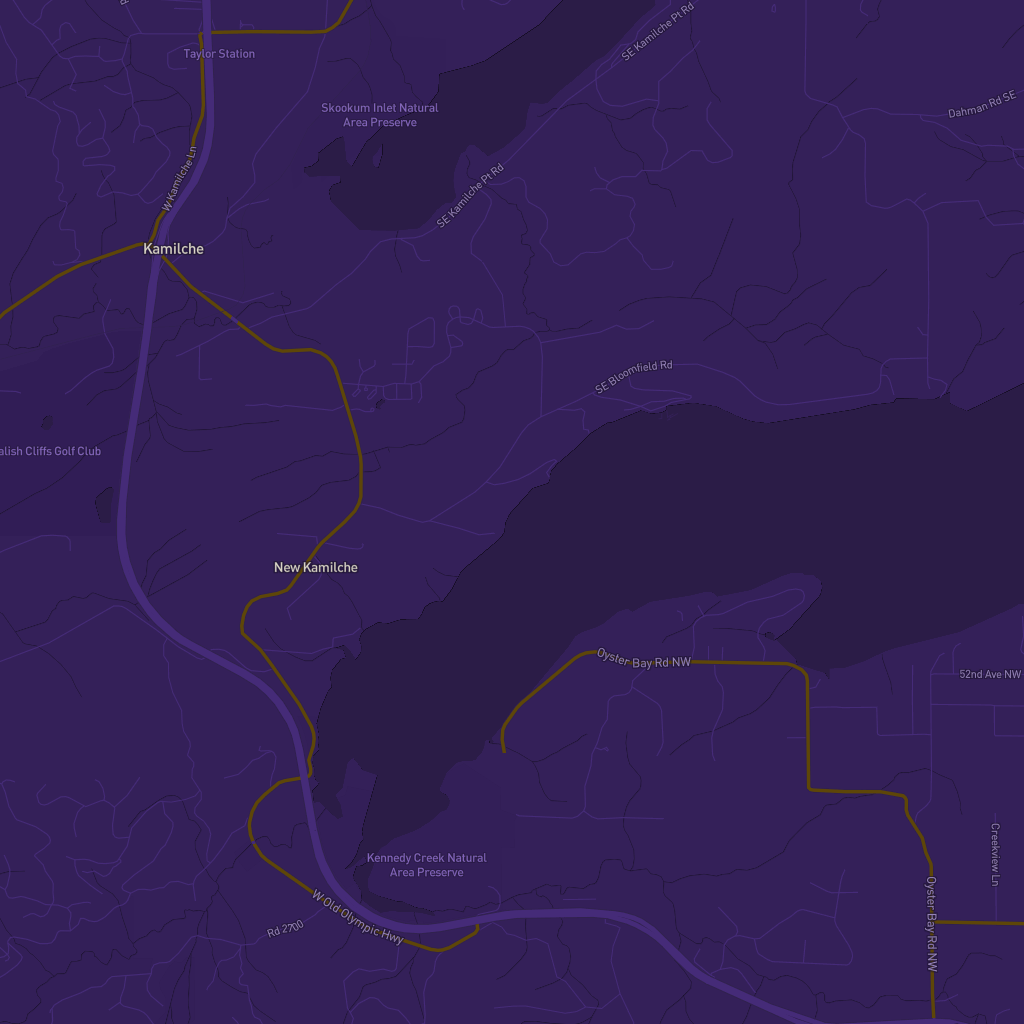 d
Taylor Station
SE Kamilche Pt Rd
Skookum Inlet Natural
Area Preserve
Dahman Rd SE
W Kamilche Ln
SE Kamilche Pt Rd
Kamilche
SE Bloomfield Rd
alish Cliffs Golf Club
New Kamilche
Oyster Bay Rd NW
52nd Ave NW
Creekview Ln
Kennedy Creek Natural
Area Preserve
W Old Olympic Hwy
Rd 2700
Oyster Bay Rd NW